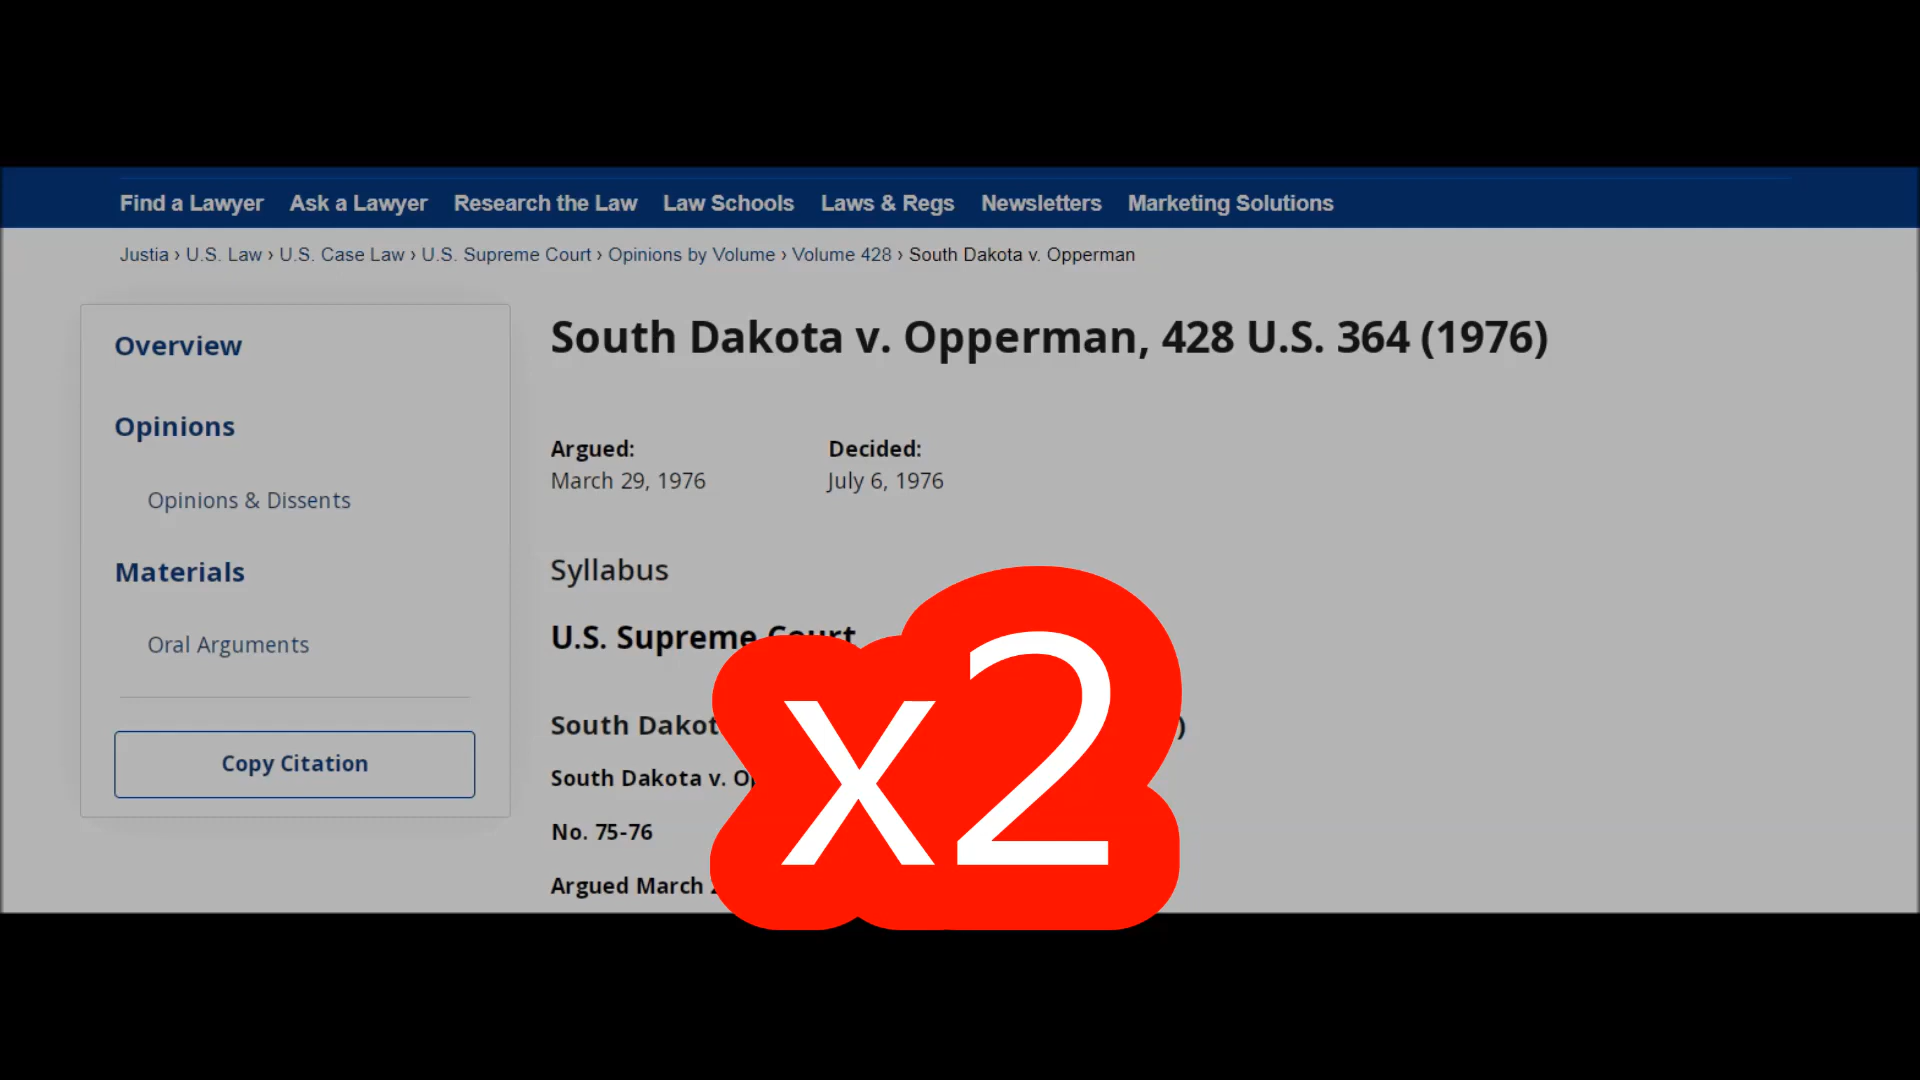 Find a Lawyer Ask a Lawyer Research the Law Law Schools Laws & Regs Newsletters Marketing Solutions
Justia › U.S. Law › U.S. Case Law › U.S. Supreme Court › Opinions by Volume › Volume 428 › South Dakota v. Opperman
South Dakota v. Opperman, 428 U.S. 364 (1976)
Overview
Opinions
Opinions & Dissents
Materials
Oral Arguments
Copy Citation
Argued:
March 29, 1976
Decided:
July 6, 1976
Syllabus
U.S. Supreme Court
South Dakot
South Dakota v. O
No. 75-76
Argued March
x2